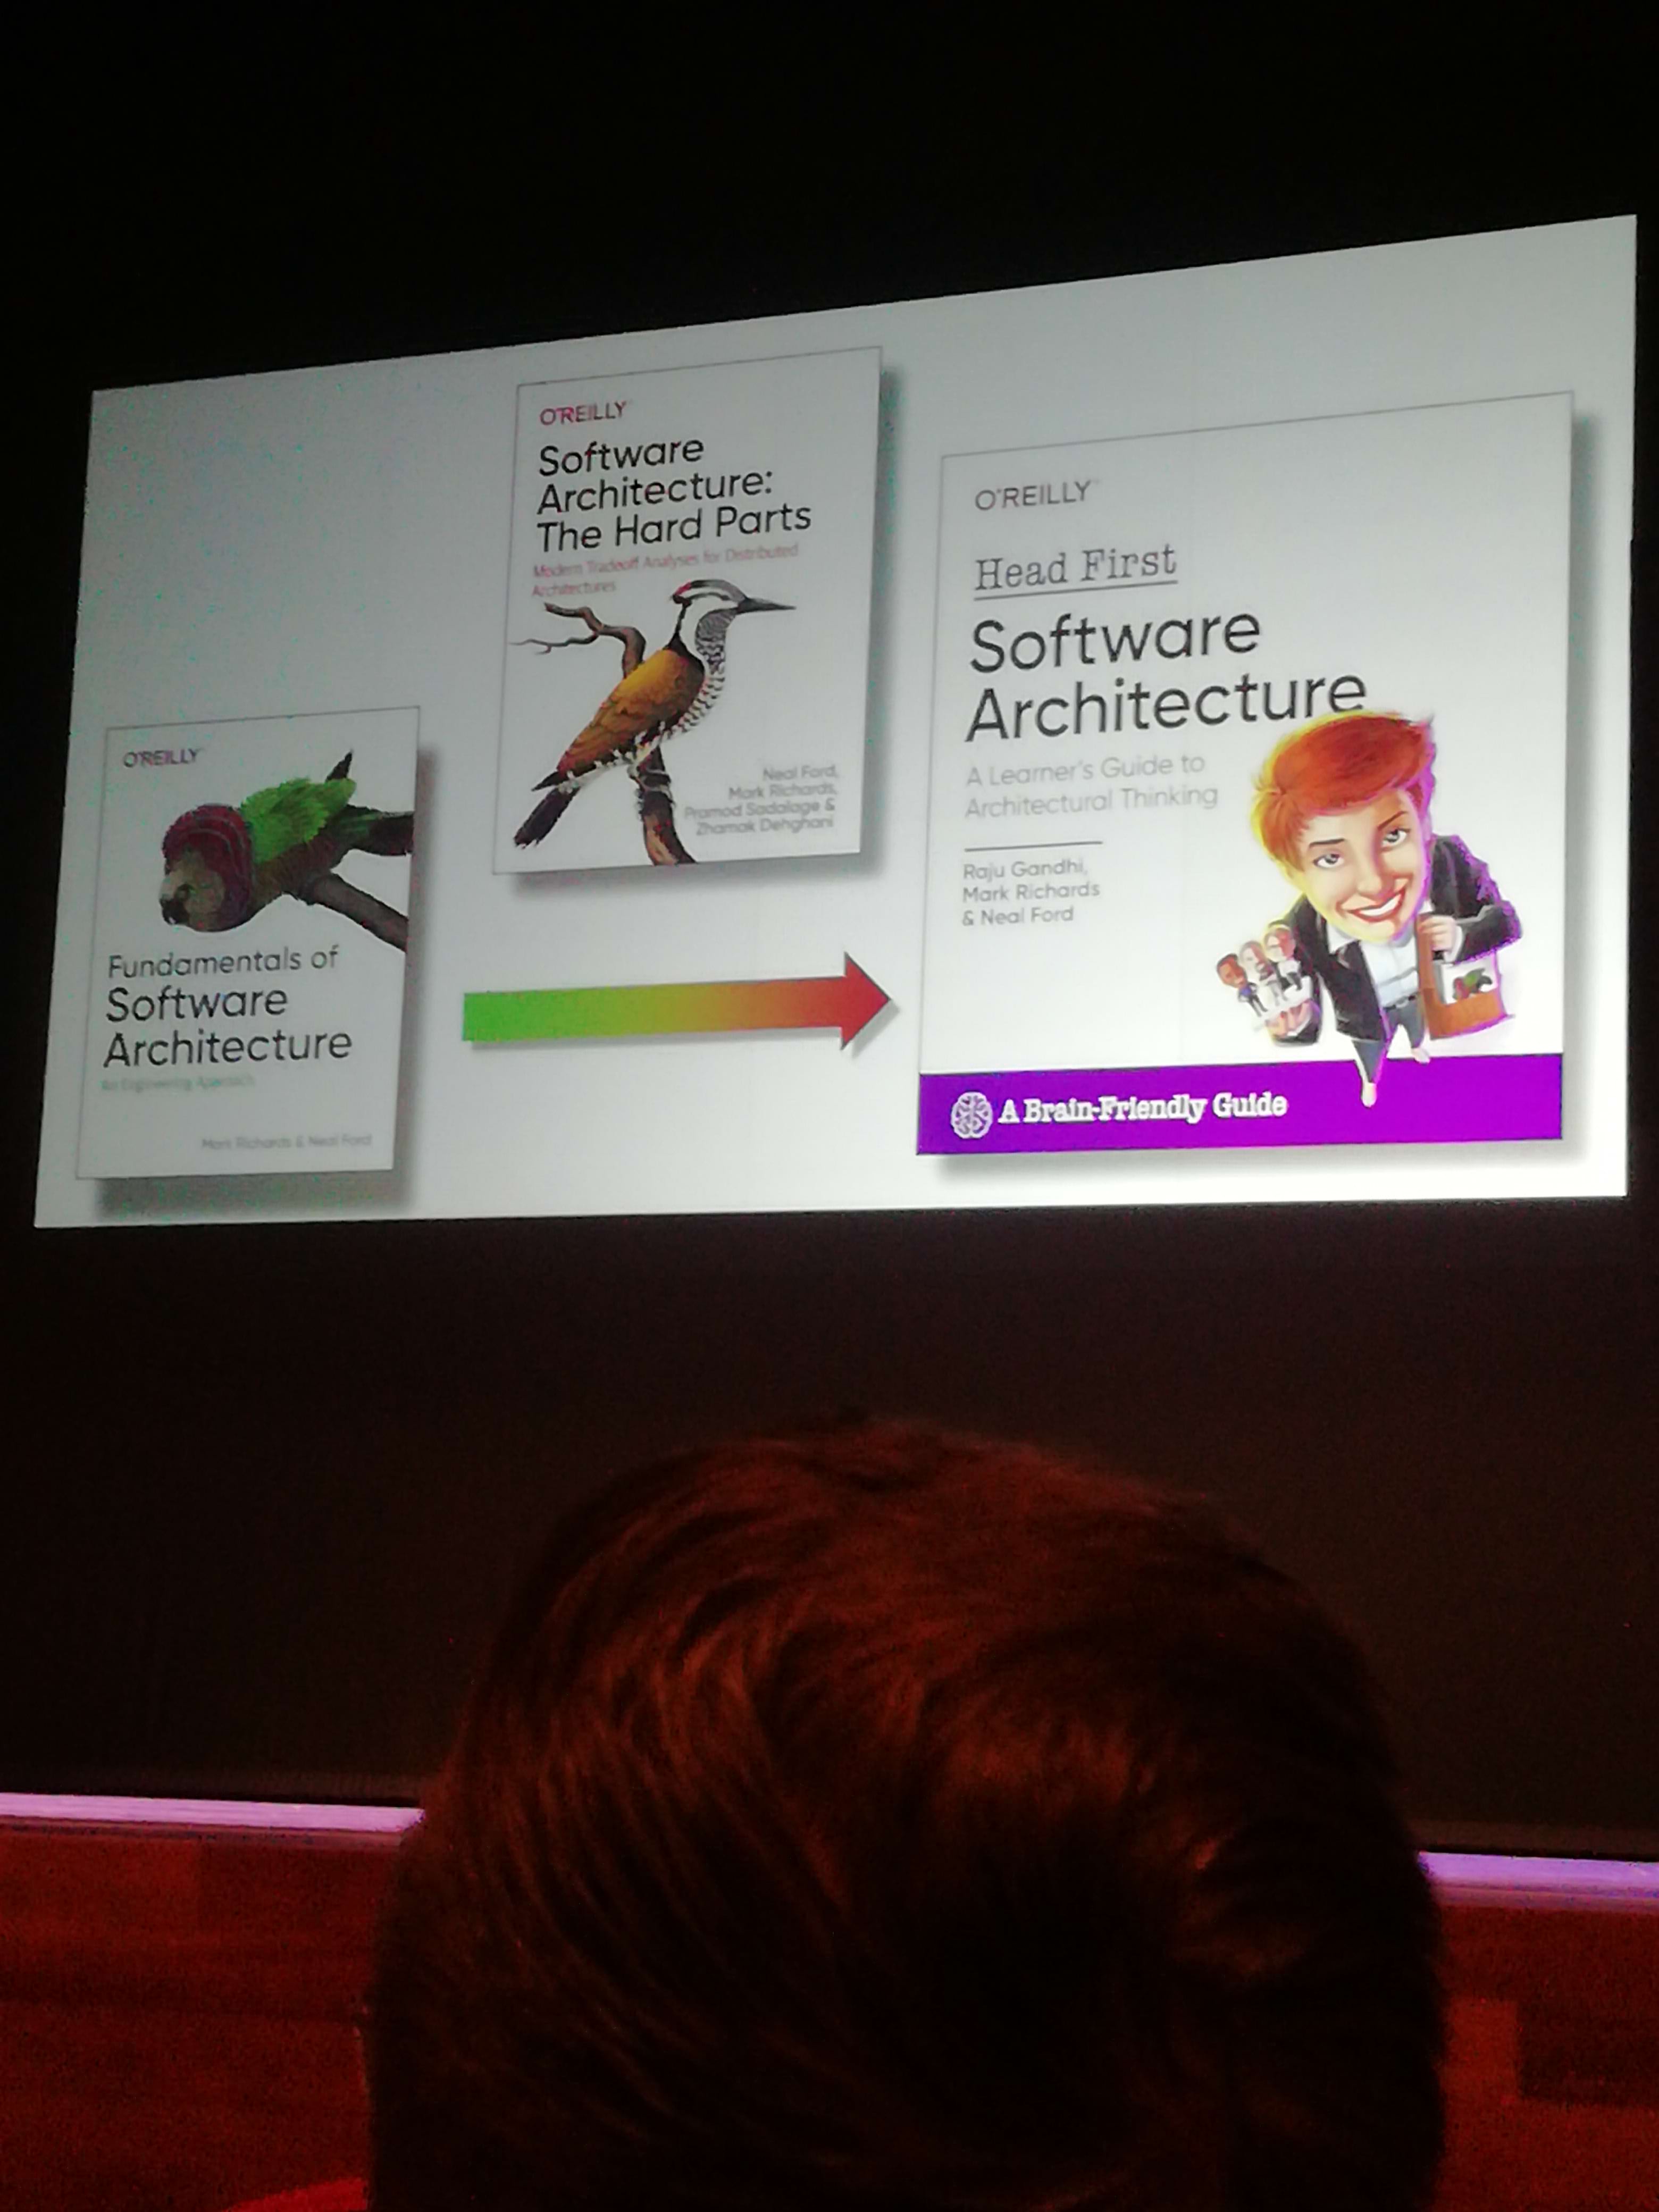 O'REILLY
Fundamentals of
Software
Architecture
An Engineering Approach
Mark Richards & Neal Ford
O'REILLY
Software
Architecture:
The Hard Parts
Modern Tradeoff Analyses for Distributed
Architectures
Neal Ford,
Mark Richards,
Pramod Sadalage &
Zhamak Dehghani
O'REILLY
Head First
Software
Architecture
A Learner's Guide to
Architectural Thinking
Raju Gandhi,
Mark Richards
& Neal Ford
A Brain-Friendly Guide